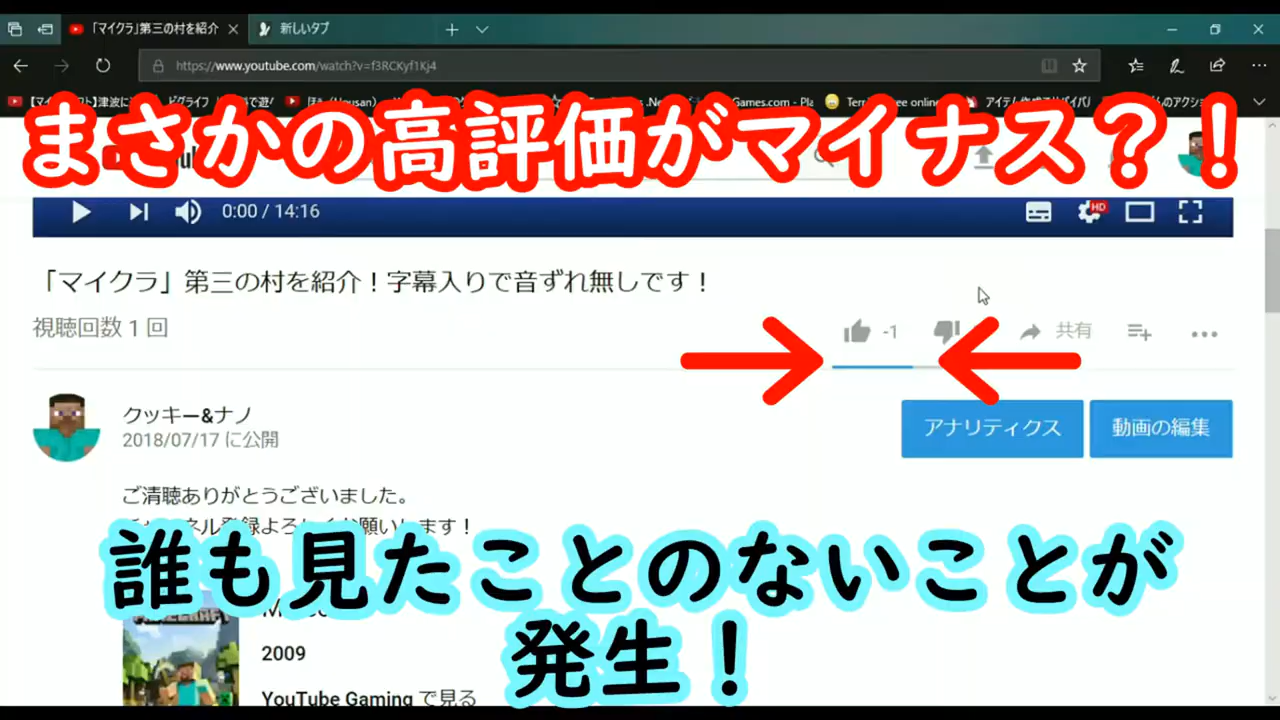 「マイクラ」第三の村を紹介
新しいタブ
https://www.youtube.com/watch?v=f3RCKyf1Kj4
まさかの高評価がマイナス？！
0:00 / 14:16
HD
「マイクラ」第三の村を紹介！字幕入りで音ずれ無しです！
視聴回数 1 回
-1
共有
クッキー&ナノ
2018/07/17 に公開
アナリティクス
動画の編集
ご清聴ありがとうございました。
誰も見たことのないことが
発生！
2009
YouTube Gaming で見る